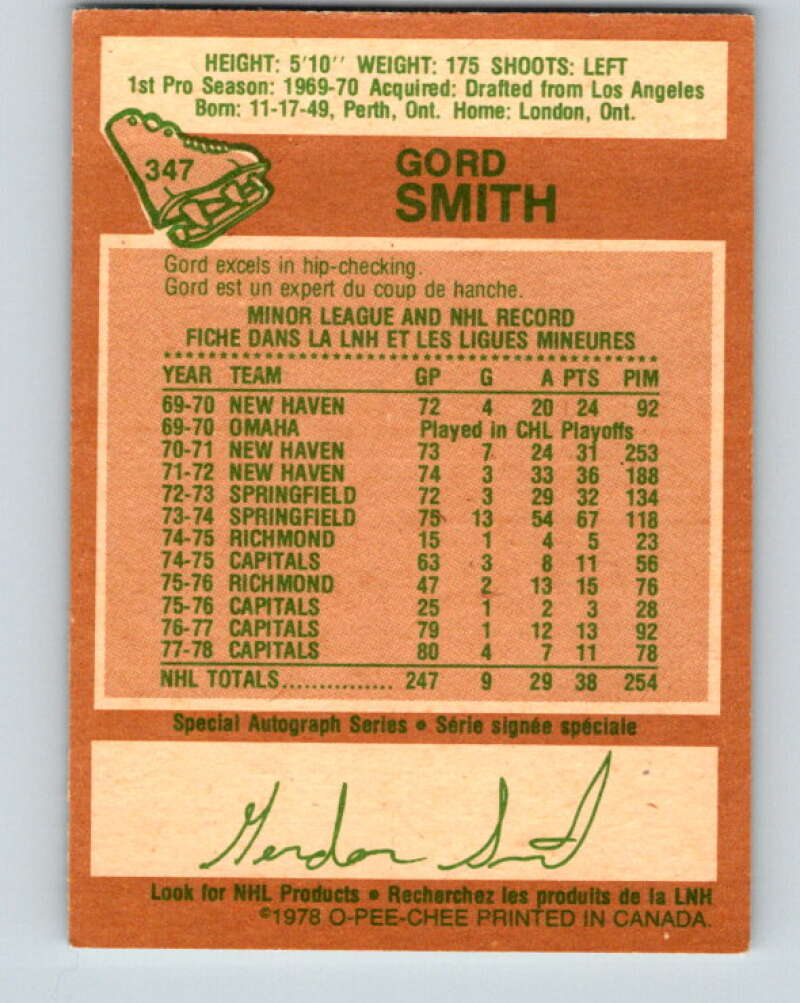 HEIGHT: 5'10'' WEIGHT: 175 SHOOTS: LEFT
1st Pro Season: 1969-70 Acquired: Drafted from Los Angeles
Born: 11-17-49, Perth, Ont. Home: London, Ont.
347
GORD
SMITH
Gord excels in hip-checking.
Gord est un expert du coup de hanche.
MINOR LEAGUE AND NHL RECORD
FICHE DANS LA LNH ET LES LIGUES MINEURES
YEAR TEAM GP G A PTS PIM
69-70 NEW HAVEN 72 4 20 24 92
69-70 OMAHA Played in CHL Playoffs
70-71 NEW HAVEN 73 7 24 31 253
71-72 NEW HAVEN 74 3 33 36 188
72-73 SPRINGFIELD 72 3 29 32 134
73-74 SPRINGFIELD 75 13 54 67 118
74-75 RICHMOND 15 1 4 5 23
74-75 CAPITALS 63 3 8 11 56
75-76 RICHMOND 47 2 13 15 76
75-76 CAPITALS 25 1 2 3 28
76-77 CAPITALS 79 1 12 13 92
77-78 CAPITALS 80 4 7 11 78
NHL TOTALS............... 247 9 29 38 254
Special Autograph Series • Série signée spéciale
Gordon Smith
Look for NHL Products • Recherchez les produits de la LNH
©1978 O-PEE-CHEE PRINTED IN CANADA.